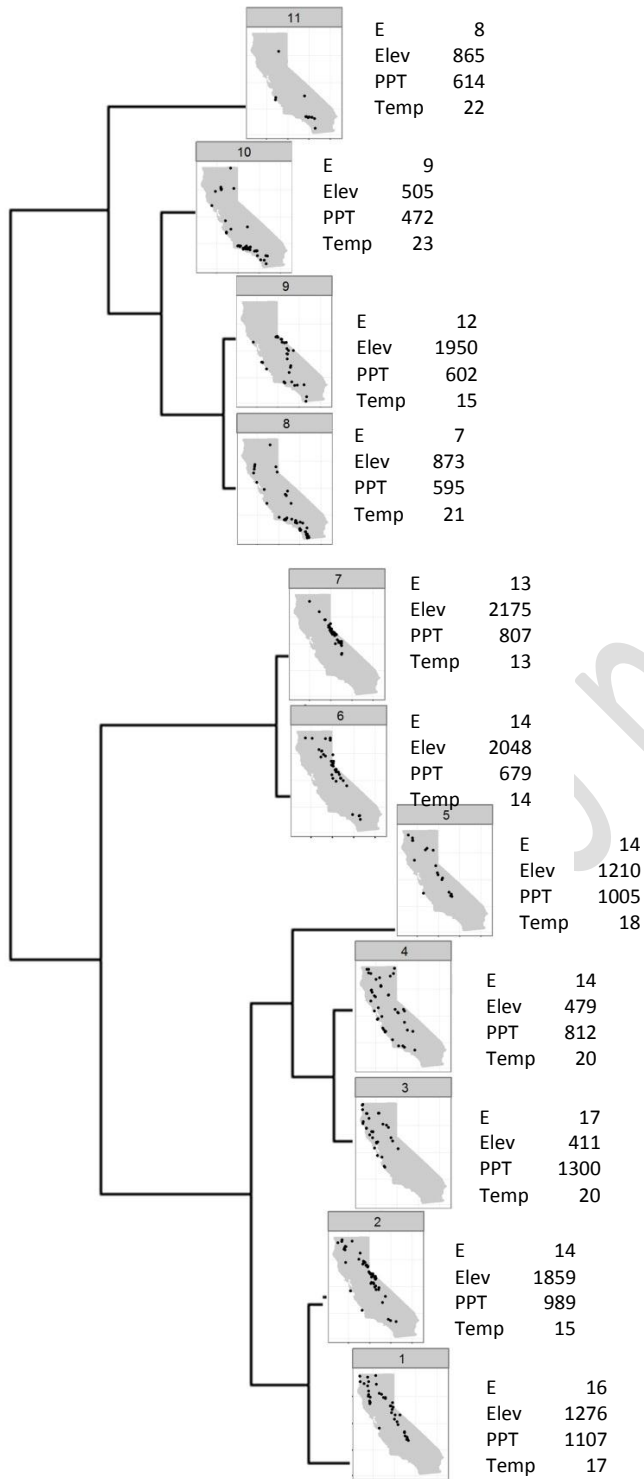 11
E 8
Elev 865
PPT 614
Temp 22
10
E 9
Elev 505
PPT 472
Temp 23
9
E 12
Elev 1950
PPT 602
Temp 15
8
E 7
Elev 873
PPT 595
Temp 21
7
E 13
Elev 2175
PPT 807
Temp 13
6
E 14
Elev 2048
PPT 679
Temp 14
5
E 14
Elev 1210
PPT 1005
Temp 18
4
E 14
Elev 479
PPT 812
Temp 20
3
E 17
Elev 411
PPT 1300
Temp 20
2
E 14
Elev 1859
PPT 989
Temp 15
1
E 16
Elev 1276
PPT 1107
Temp 17